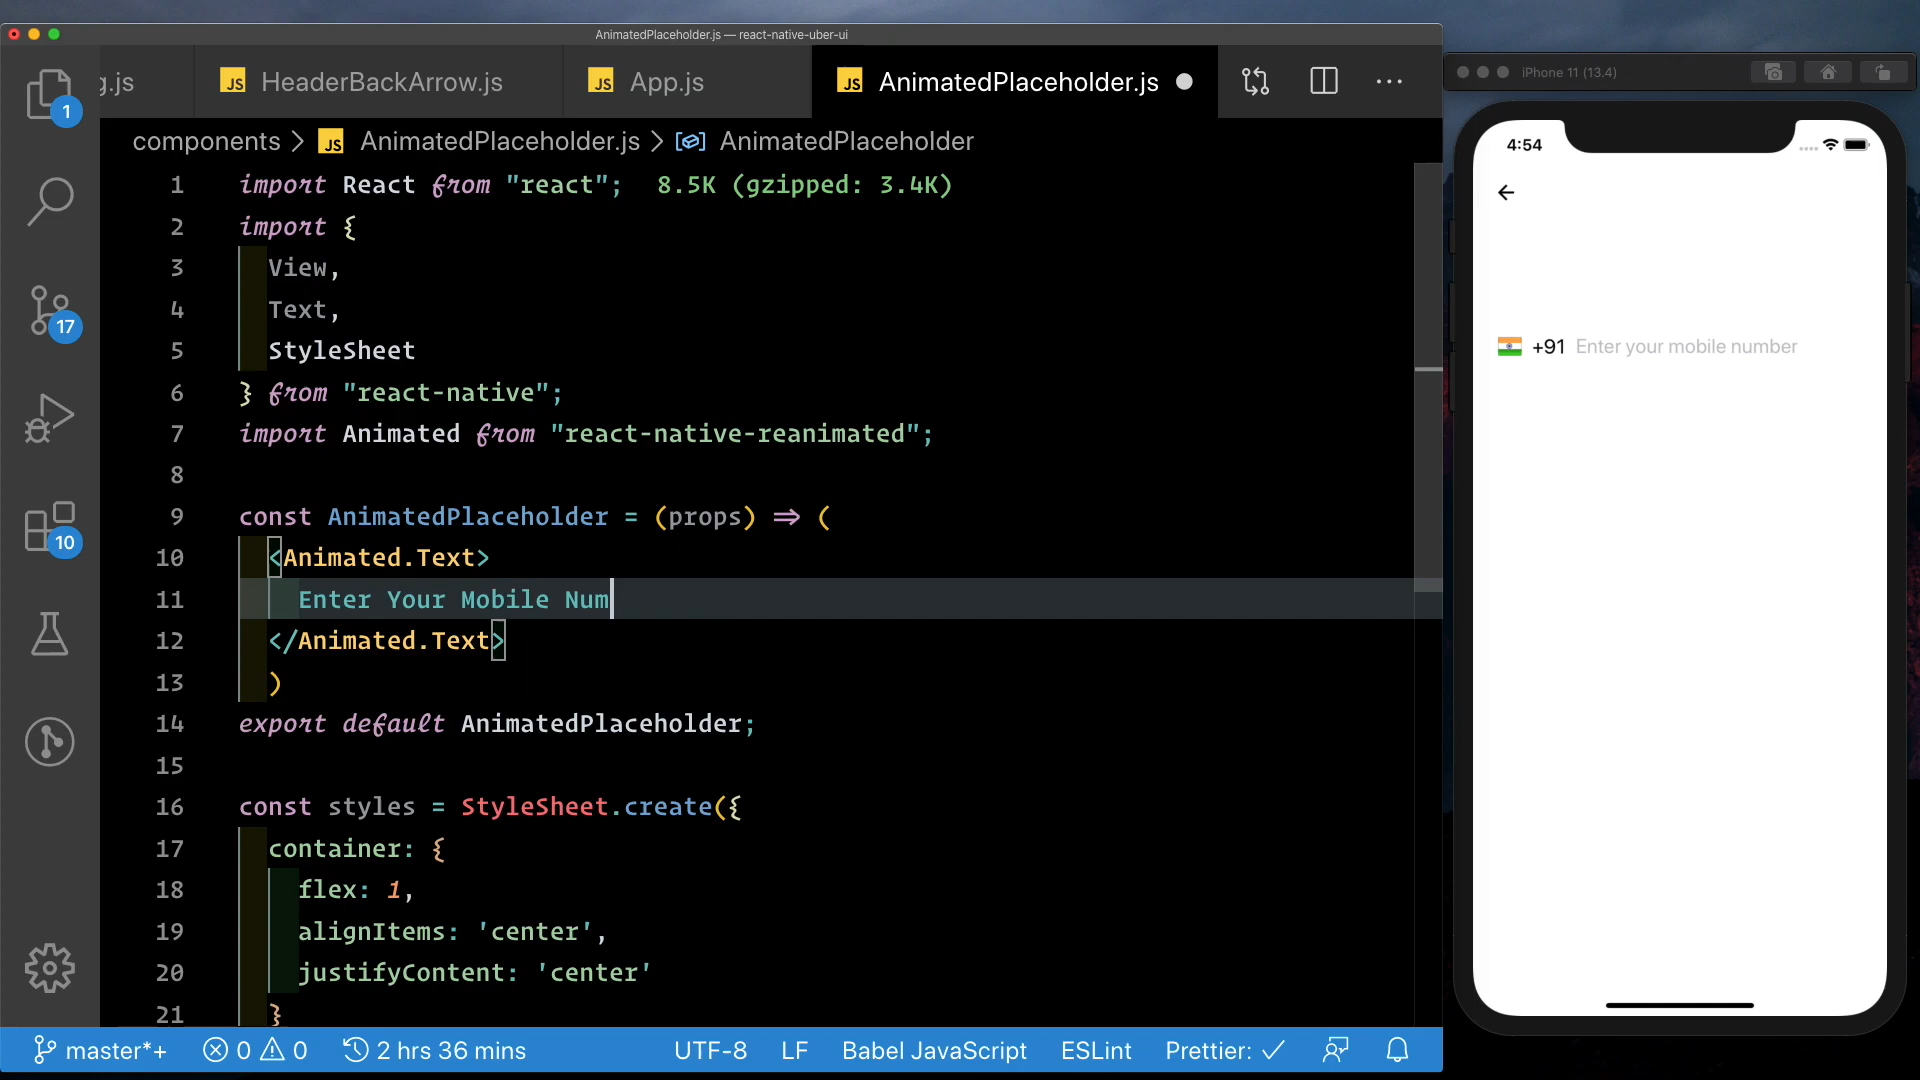 AnimatedPlaceholder.js — react-native-uber-ui
g.js
JS HeaderBackArrow.js
JS App.js
JS AnimatedPlaceholder.js
components > JS AnimatedPlaceholder.js > AnimatedPlaceholder
1 import React from "react"; 8.5K (gzipped: 3.4K)
2 import {
3 View,
4 Text,
5 StyleSheet
6 } from "react-native";
7 import Animated from "react-native-reanimated";
8
9 const AnimatedPlaceholder = (props) => (
10 <Animated.Text>
11 Enter Your Mobile Num
12 </Animated.Text>
13 )
14 export default AnimatedPlaceholder;
15
16 const styles = StyleSheet.create({
17 container: {
18 flex: 1,
19 alignItems: 'center',
20 justifyContent: 'center'
21 }
1
17
10
master*+ 0 0 2 hrs 36 mins UTF-8 LF Babel JavaScript ESLint Prettier: ✓
iPhone 11 (13.4)
4:54
+91 Enter your mobile number